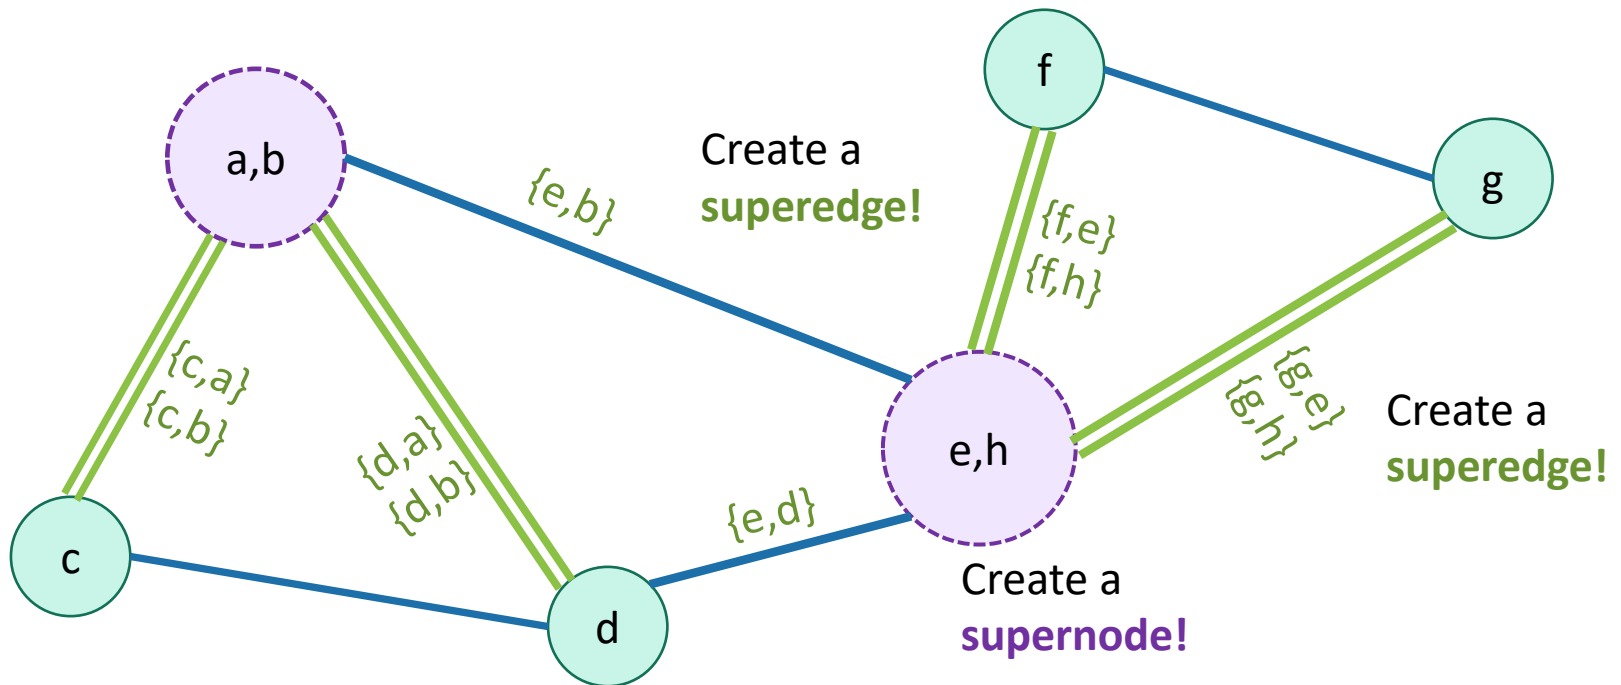 f
a,b
Create a
superedge!
{e,b}
g
{f,e}
{f,h}
{c,a}
{c,b}
{d,a}
{d,b}
{g,e}
{g,h}
Create a
superedge!
e,h
{e,d}
c
Create a
supernode!
d